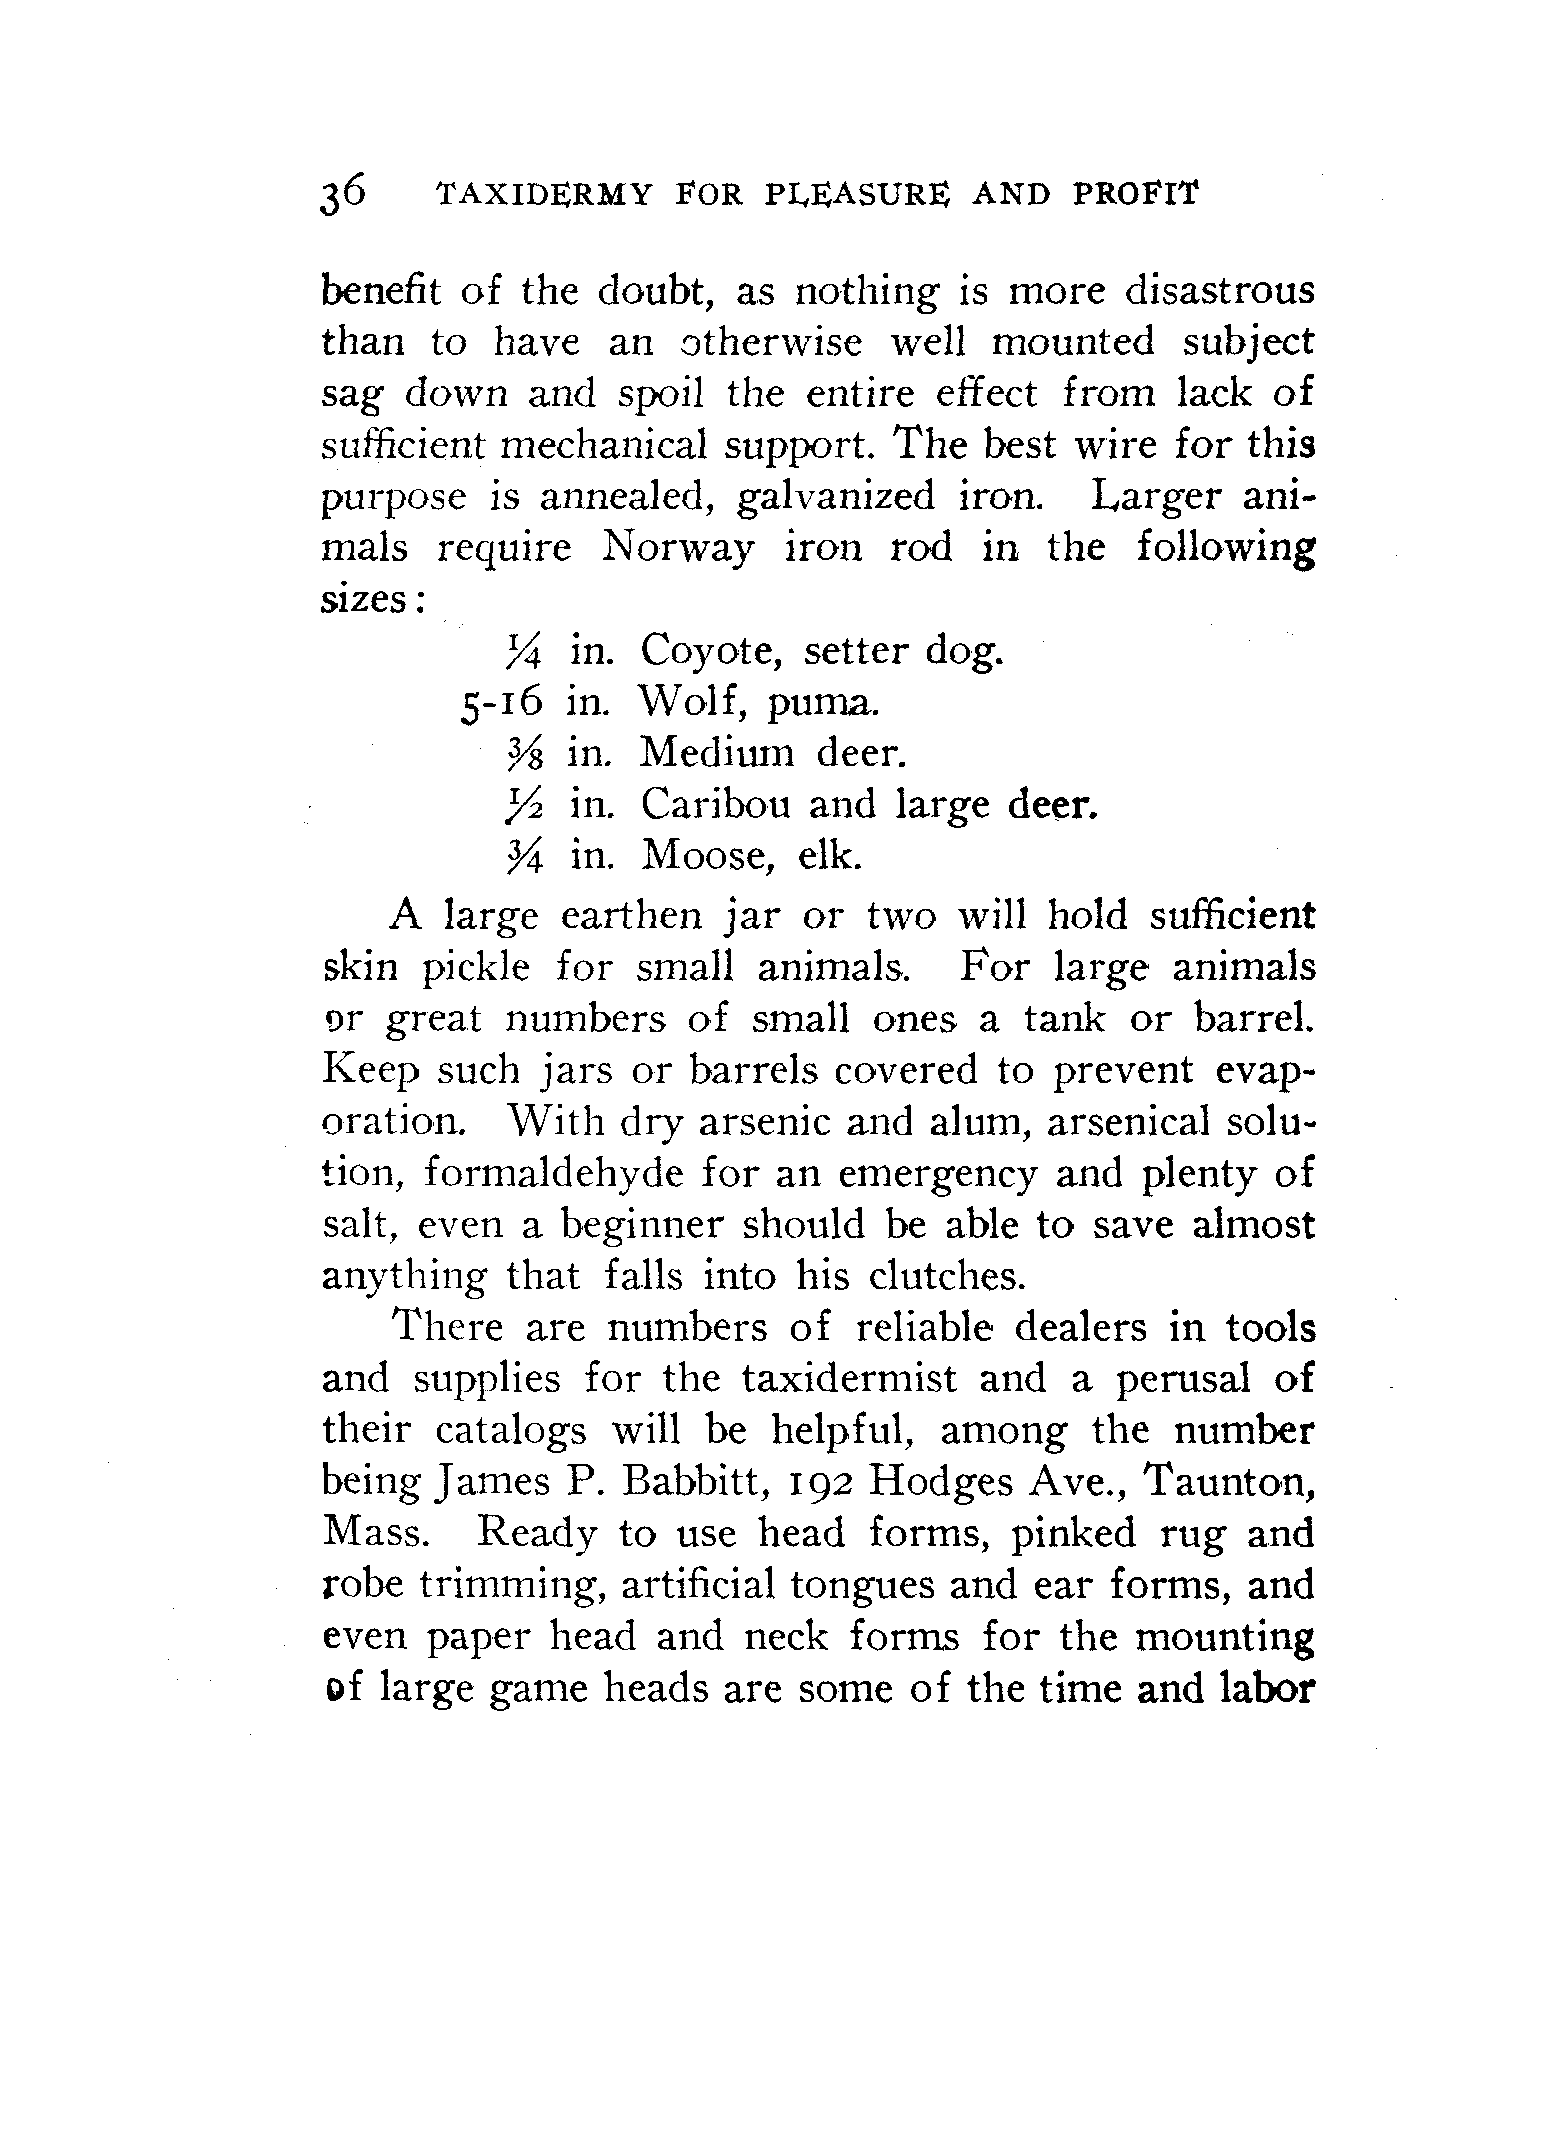 36 TAXIDERMY FOR PLEASURE AND PROFIT
benefit of the doubt, as nothing is more disastrous
than to have an otherwise well mounted subject
sag down and spoil the entire effect from lack of
sufficient mechanical support. The best wire for this
purpose is annealed, galvanized iron. Larger ani-
mals require Norway iron rod in the following
sizes:
¼ in. Coyote, setter dog.
5-16 in. Wolf, puma.
⅜ in. Medium deer.
½ in. Caribou and large deer.
¾ in. Moose, elk.
A large earthen jar or two will hold sufficient
skin pickle for small animals. For large animals
or great numbers of small ones a tank or barrel.
Keep such jars or barrels covered to prevent evap-
oration. With dry arsenic and alum, arsenical solu-
tion, formaldehyde for an emergency and plenty of
salt, even a beginner should be able to save almost
anything that falls into his clutches.
There are numbers of reliable dealers in tools
and supplies for the taxidermist and a perusal of
their catalogs will be helpful, among the number
being James P. Babbitt, 192 Hodges Ave., Taunton,
Mass. Ready to use head forms, pinked rug and
robe trimming, artificial tongues and ear forms, and
even paper head and neck forms for the mounting
of large game heads are some of the time and labor